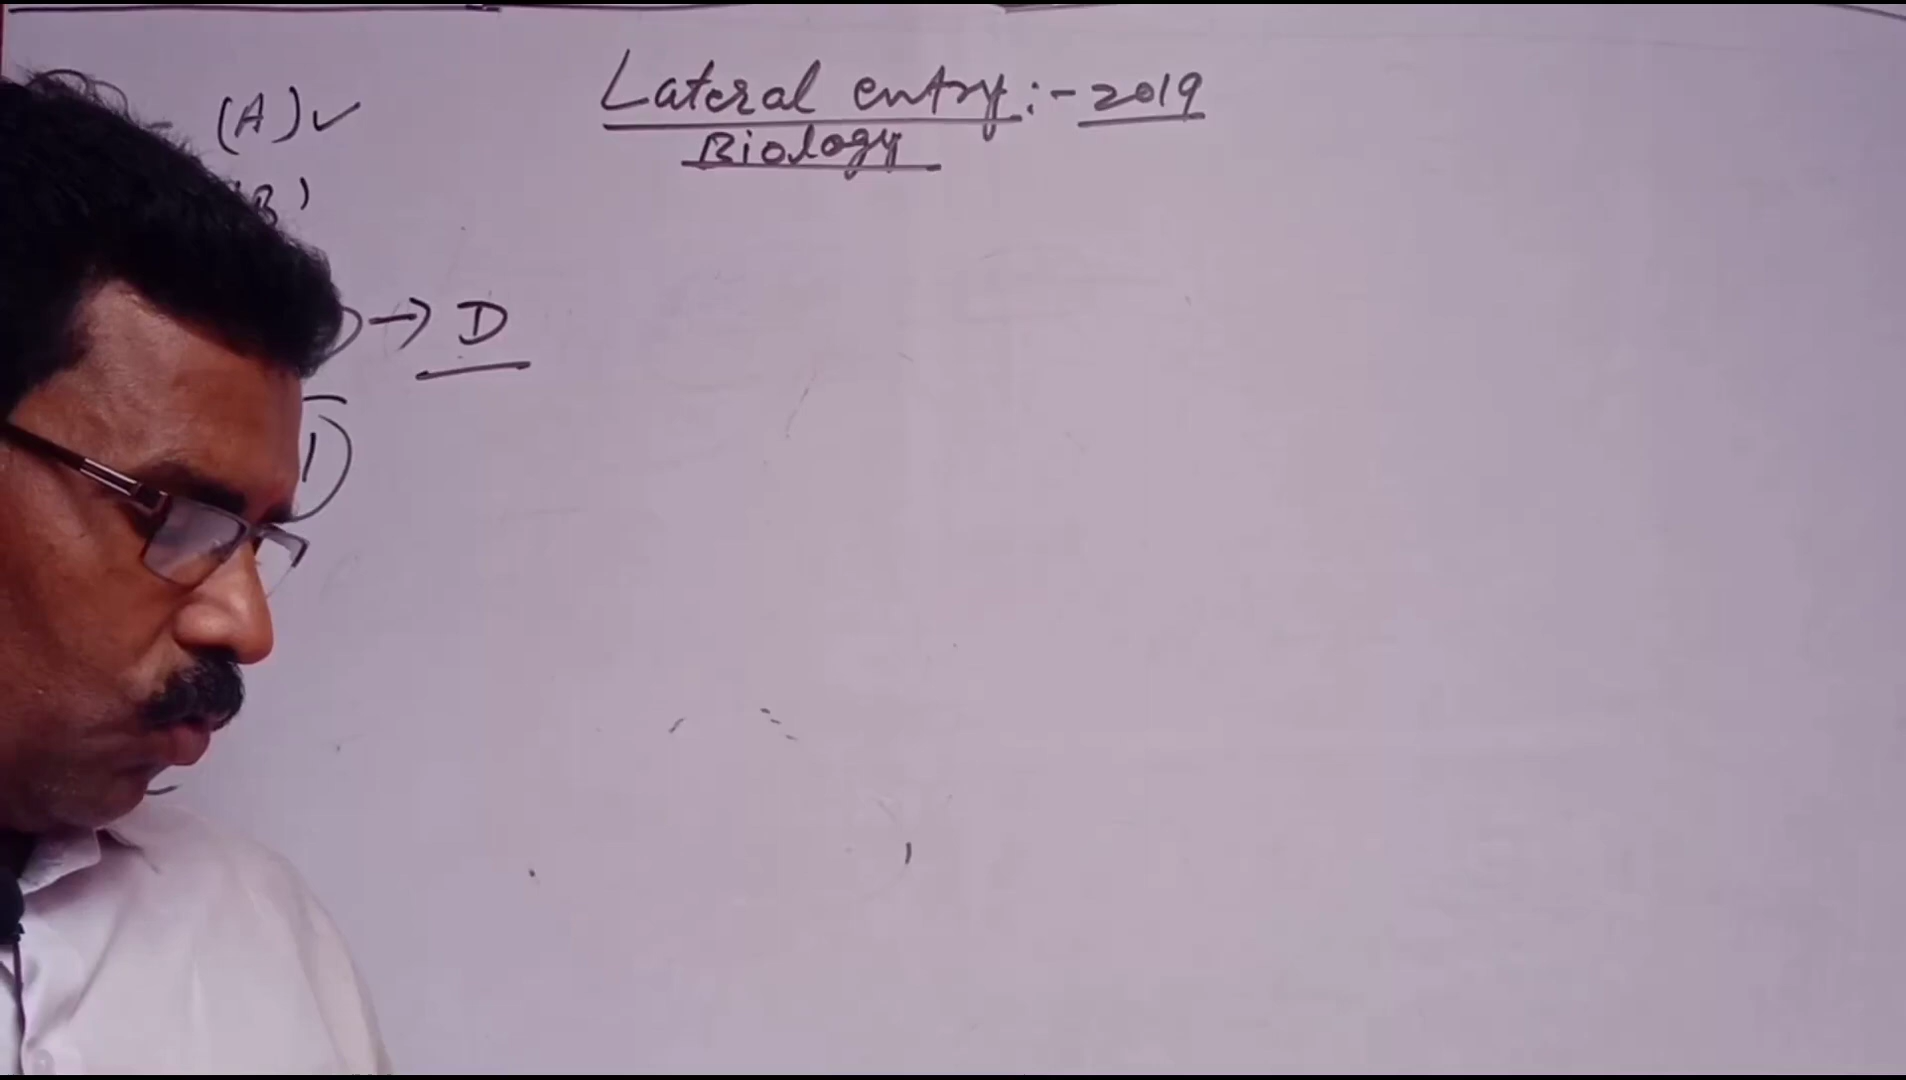 Lateral entry:- 2019
Biology
(A) ✓
B)
) → D
D